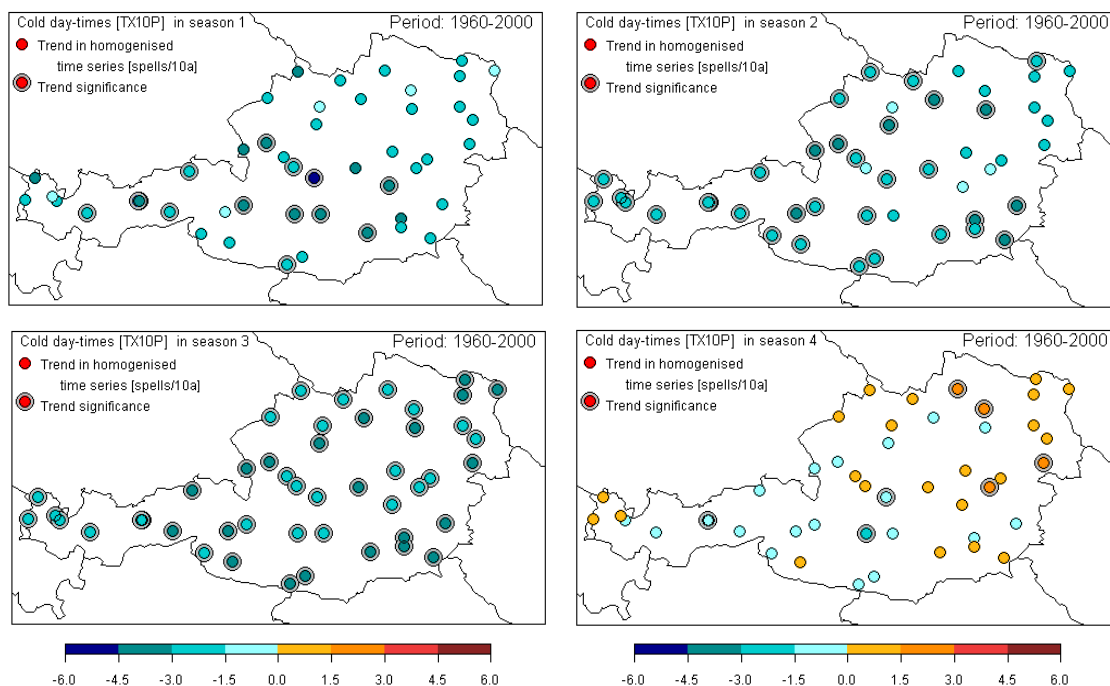 Cold day-times [TX10P] in season 1
Period: 1960-2000
Trend in homogenised
time series [spells/10a]
Trend significance
Cold day-times [TX10P] in season 2
Period: 1960-2000
Trend in homogenised
time series [spells/10a]
Trend significance
Cold day-times [TX10P] in season 3
Period: 1960-2000
Trend in homogenised
time series [spells/10a]
Trend significance
Cold day-times [TX10P] in season 4
Period: 1960-2000
Trend in homogenised
time series [spells/10a]
Trend significance
-6.0 -4.5 -3.0 -1.5 0.0 1.5 3.0 4.5 6.0
-6.0 -4.5 -3.0 -1.5 0.0 1.5 3.0 4.5 6.0